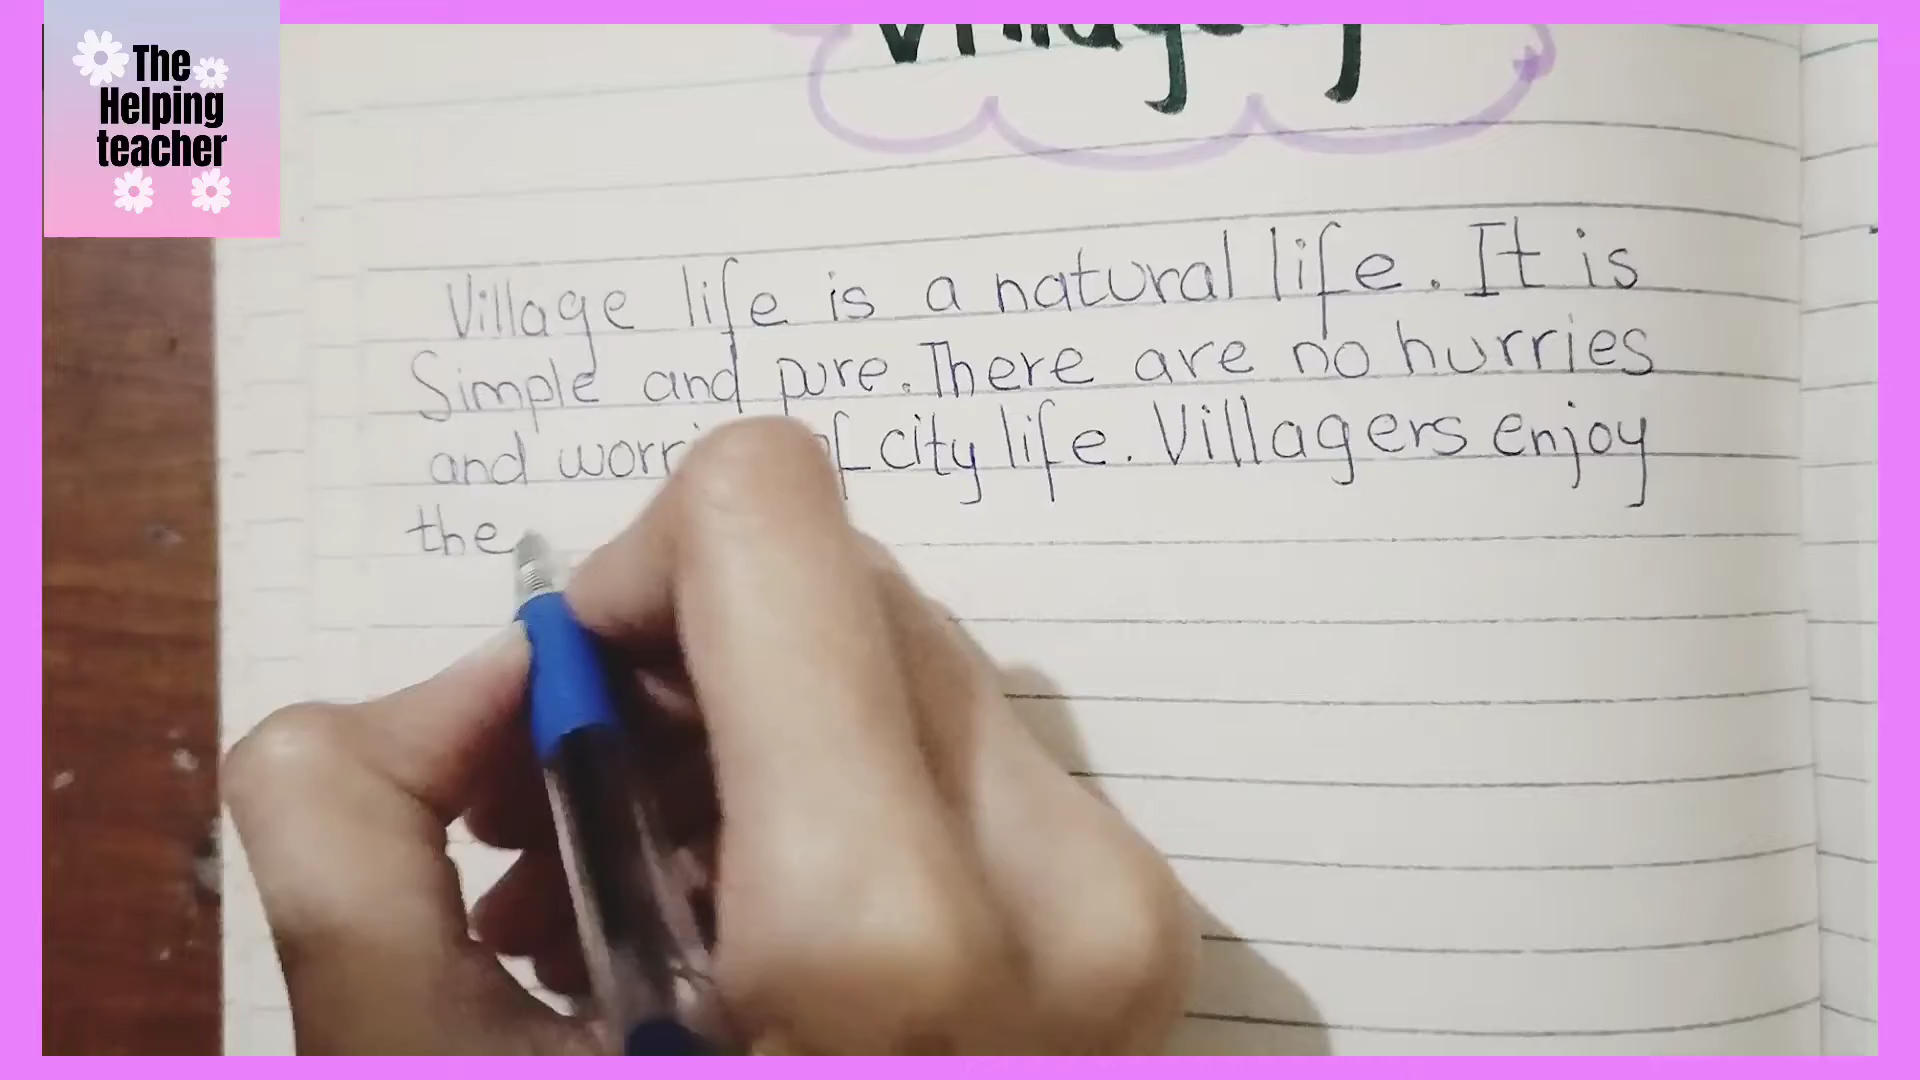 The
Helping
teacher
Village life is a natural life. It is
Simple and pure. There are no hurries
and of city life. Villagers enjoy
the